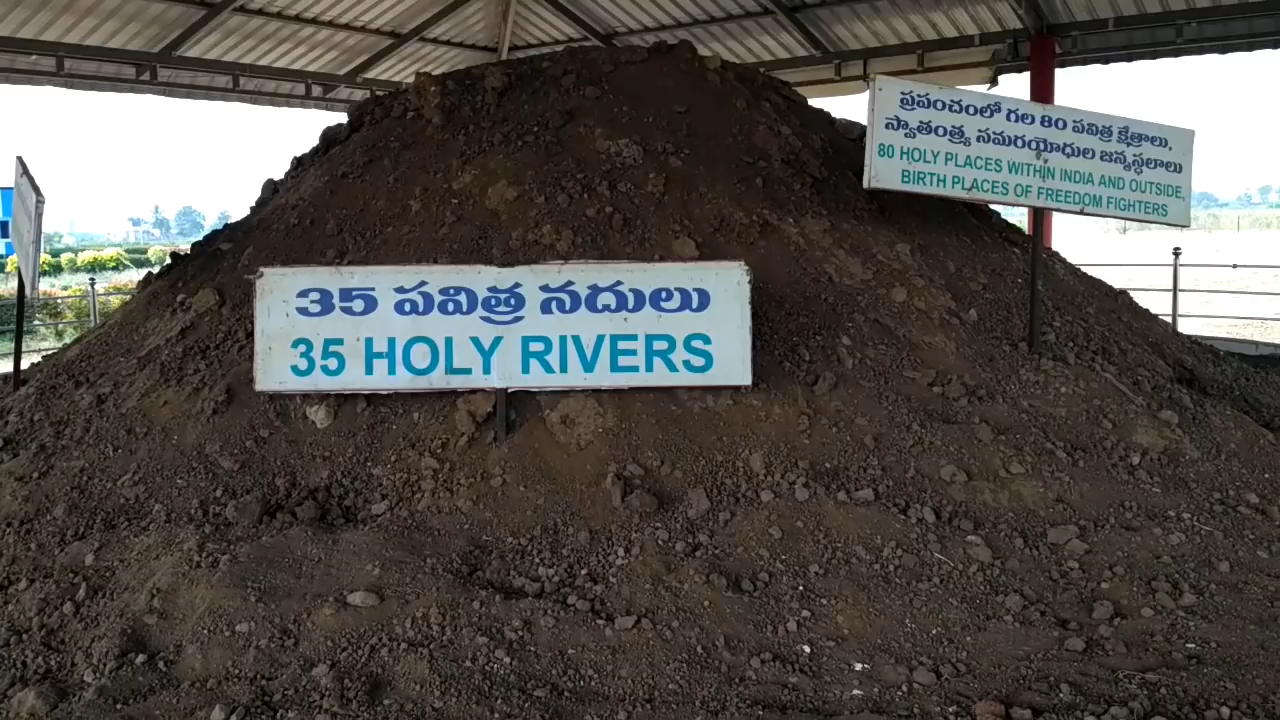 35 పవిత్ర నదులు
35 HOLY RIVERS
ప్రపంచంలో గల 80 పవిత్ర క్షేత్రాలు,
స్వాతంత్ర్య సమరయోధుల జన్మస్థలాలు
80 HOLY PLACES WITHIN INDIA AND OUTSIDE,
BIRTH PLACES OF FREEDOM FIGHTERS